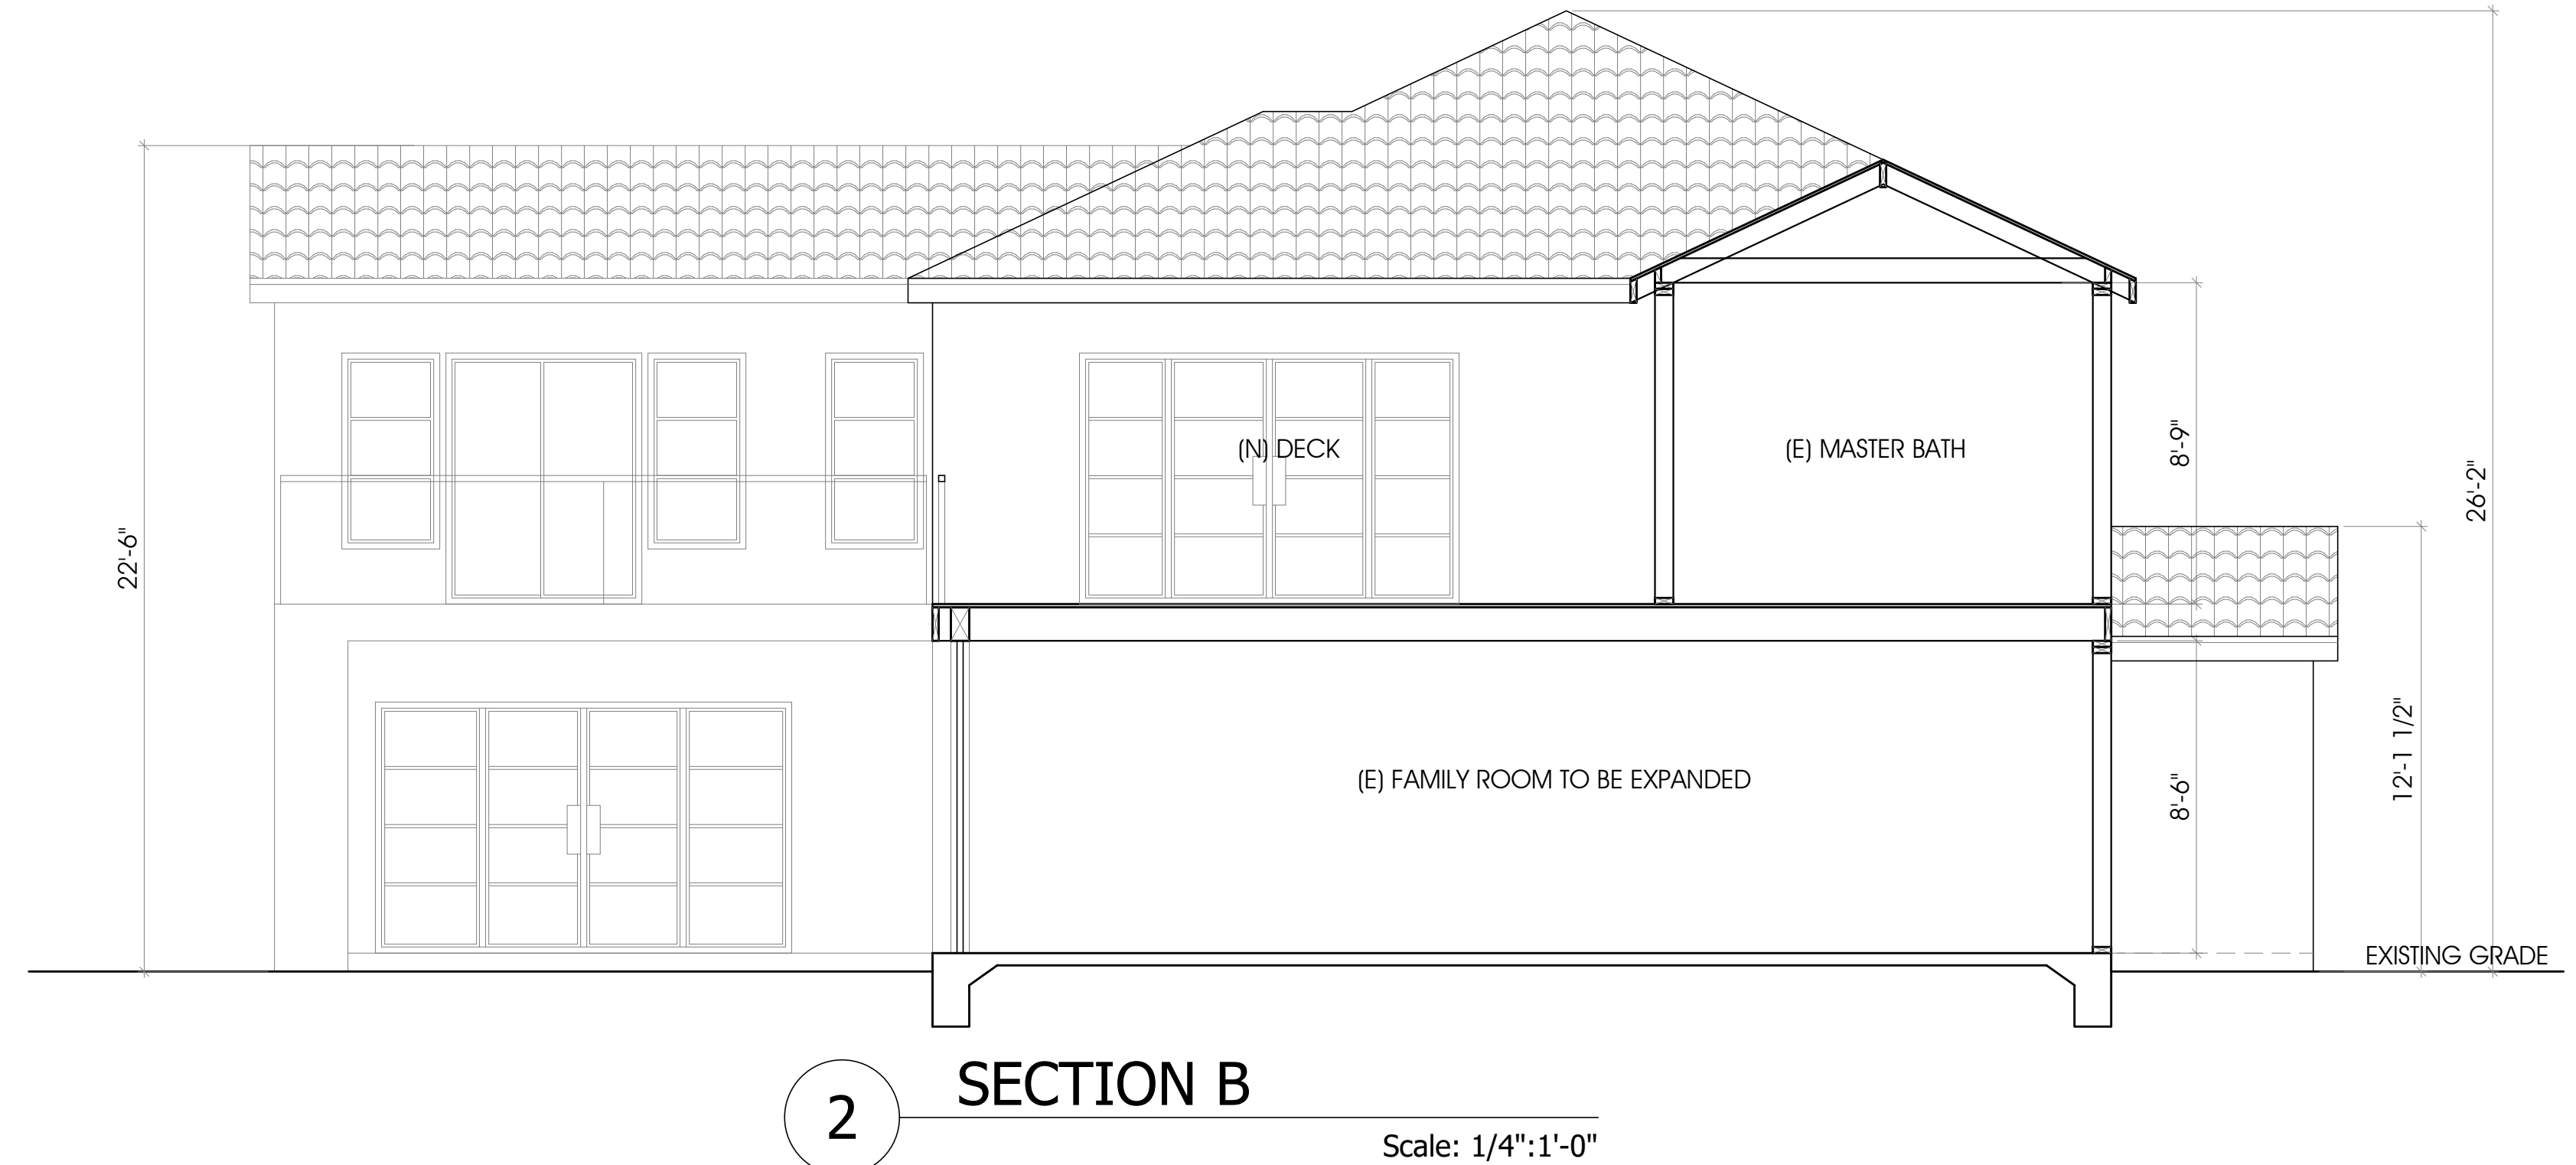 (N) DECK
(E) MASTER BATH
8'-9"
26'-2"
22'-6"
(E) FAMILY ROOM TO BE EXPANDED
8'-6"
12'-1 1/2"
EXISTING GRADE
SECTION B
2
Scale: 1/4":1'-0"